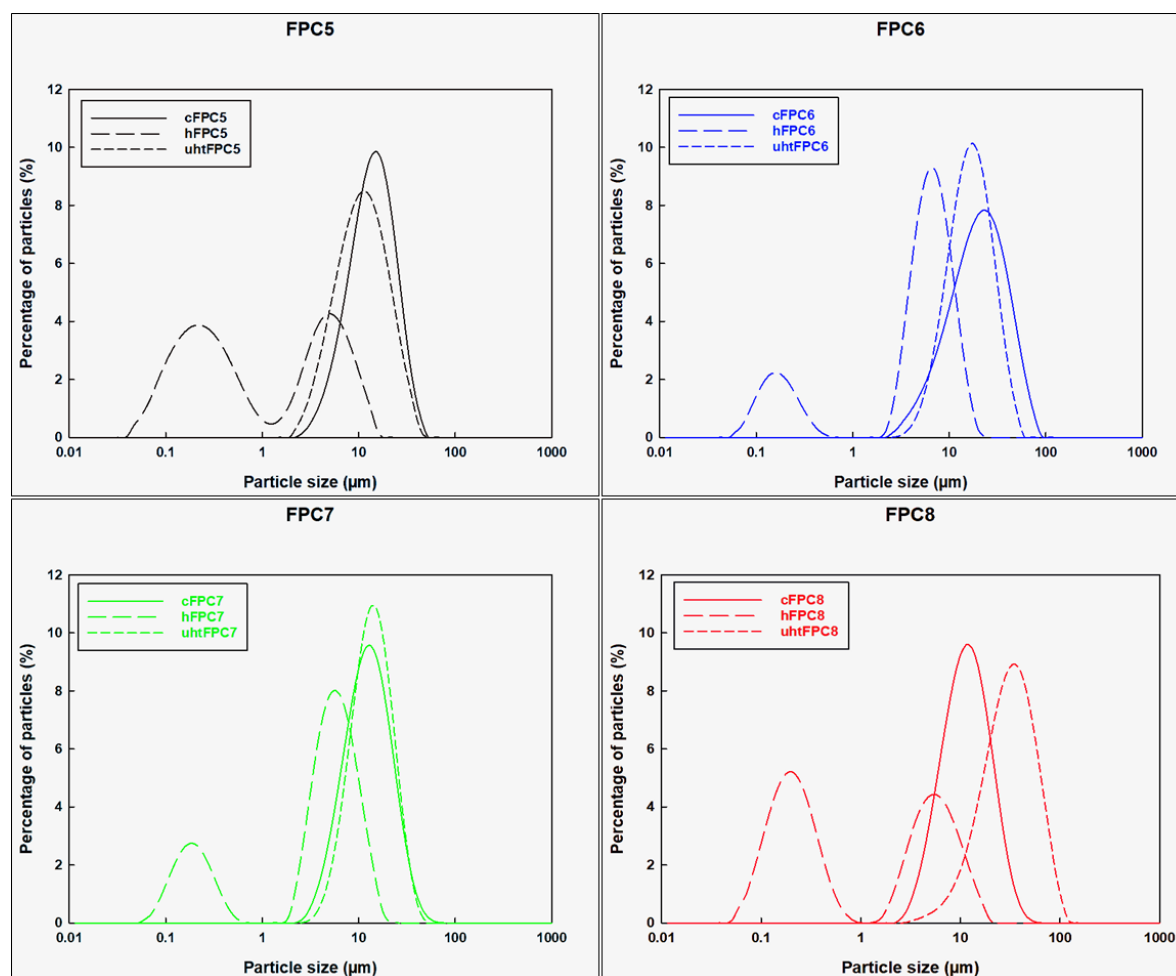 FPC5
Percentage of particles (%)
12
10
8
6
4
2
0
cFPC5
hFPC5
uhtFPC5
0.01 0.1 1 10 100 1000
Particle size (µm)
FPC6
Percentage of particles (%)
12
10
8
6
4
2
0
cFPC6
hFPC6
uhtFPC6
0.01 0.1 1 10 100 1000
Particle size (µm)
FPC7
Percentage of particles (%)
12
10
8
6
4
2
0
cFPC7
hFPC7
uhtFPC7
0.01 0.1 1 10 100 1000
Particle size (µm)
FPC8
Percentage of particles (%)
12
10
8
6
4
2
0
cFPC8
hFPC8
uhtFPC8
0.01 0.1 1 10 100 1000
Particle size (µm)